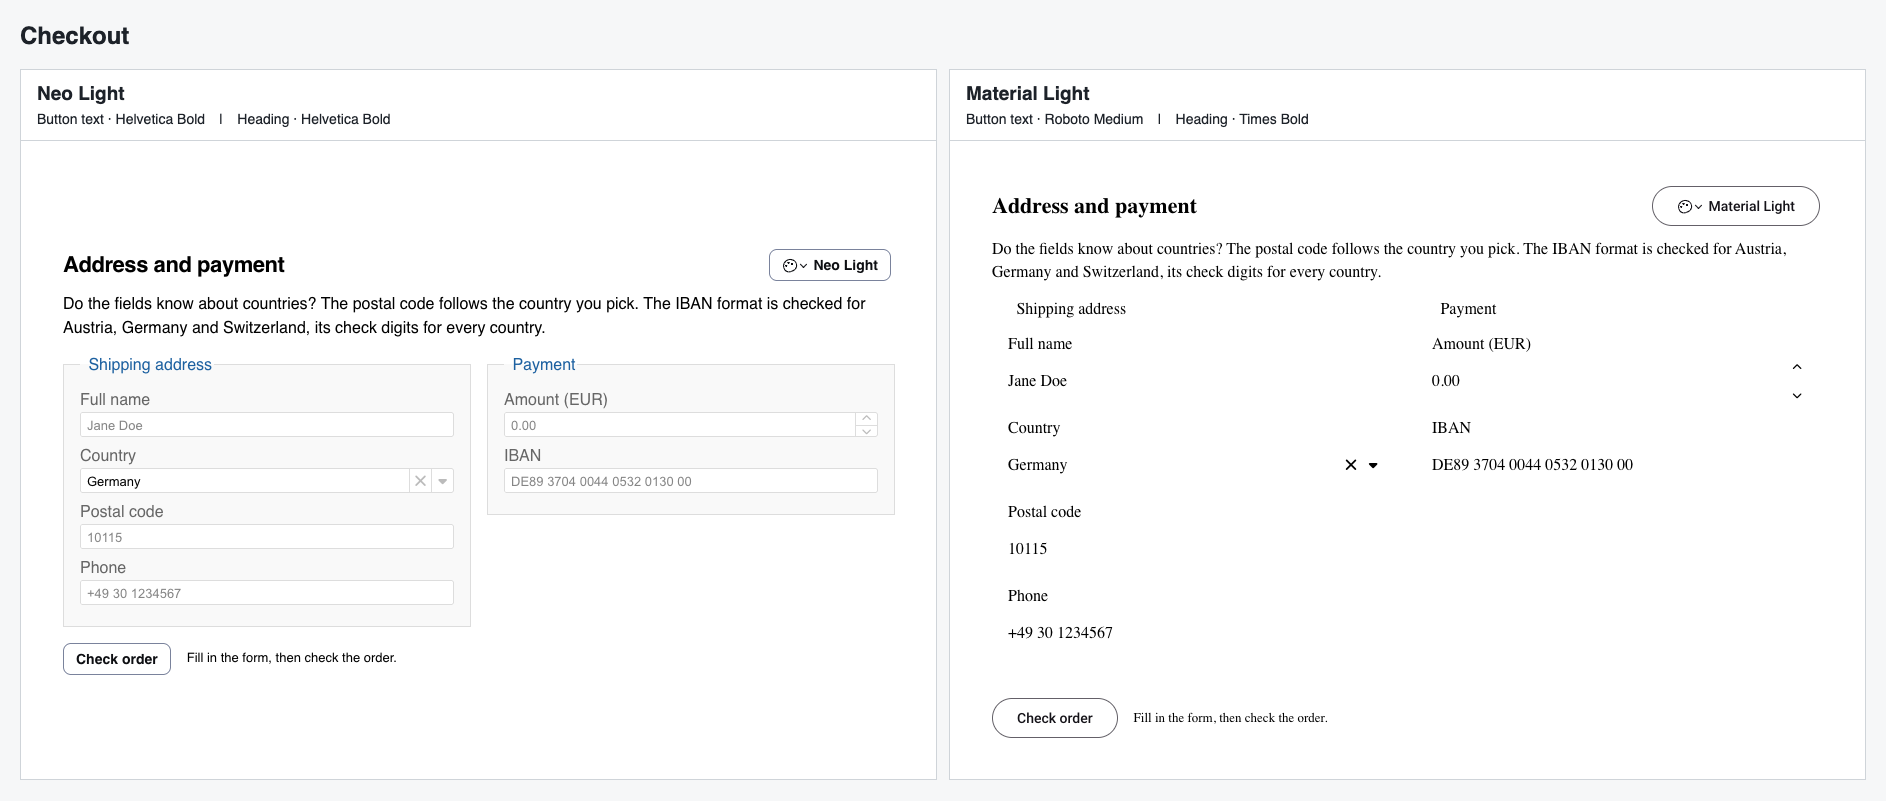 Checkout
Neo Light
Button text · Helvetica Bold | Heading · Helvetica Bold
Address and payment
Neo Light
Do the fields know about countries? The postal code follows the country you pick. The IBAN format is checked for
Austria, Germany and Switzerland, its check digits for every country.
Shipping address
Full name
Jane Doe
Country
Germany
Postal code
10115
Phone
+49 30 1234567
Payment
Amount (EUR)
0.00
IBAN
DE89 3704 0044 0532 0130 00
Check order
Fill in the form, then check the order.
Material Light
Button text · Roboto Medium | Heading · Times Bold
Address and payment
Material Light
Do the fields know about countries? The postal code follows the country you pick. The IBAN format is checked for Austria,
Germany and Switzerland, its check digits for every country.
Shipping address
Full name
Jane Doe
Country
Germany
Postal code
10115
Phone
+49 30 1234567
Payment
Amount (EUR)
0.00
IBAN
DE89 3704 0044 0532 0130 00
Check order
Fill in the form, then check the order.